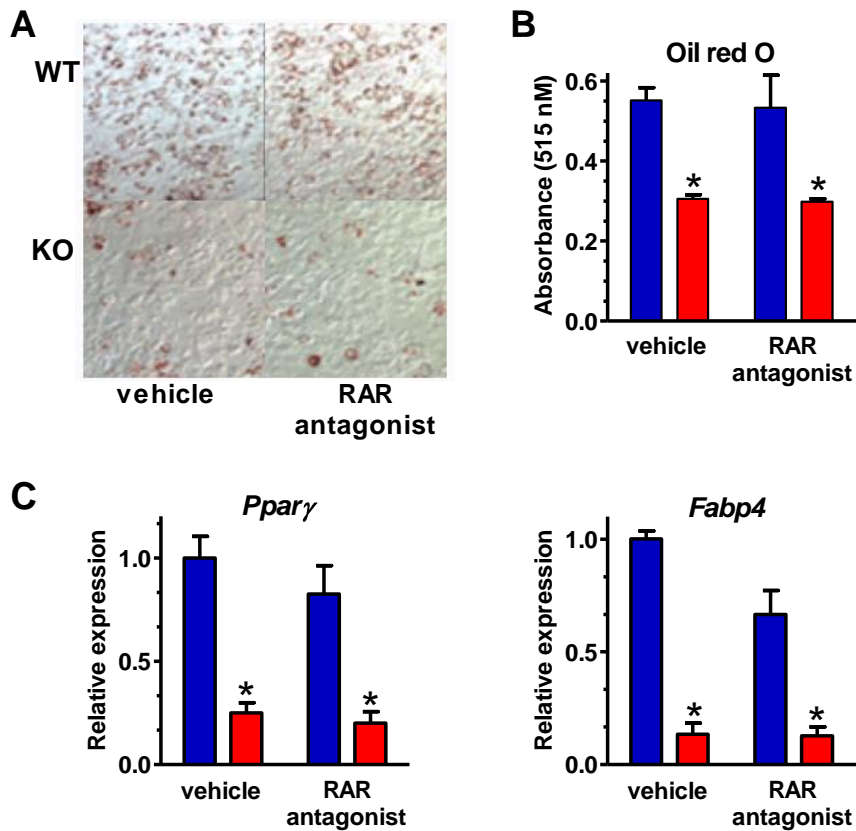 A
WT
KO
vehicle
RAR
antagonist
B
Oil red O
Absorbance (515 nM)
0.6
0.4
0.2
0.0
*
*
vehicle
RAR
antagonist
C
Pparγ
Relative expression
1.0
0.5
0.0
*
*
vehicle
RAR
antagonist
Fabp4
Relative expression
1.0
0.5
0.0
*
*
vehicle
RAR
antagonist